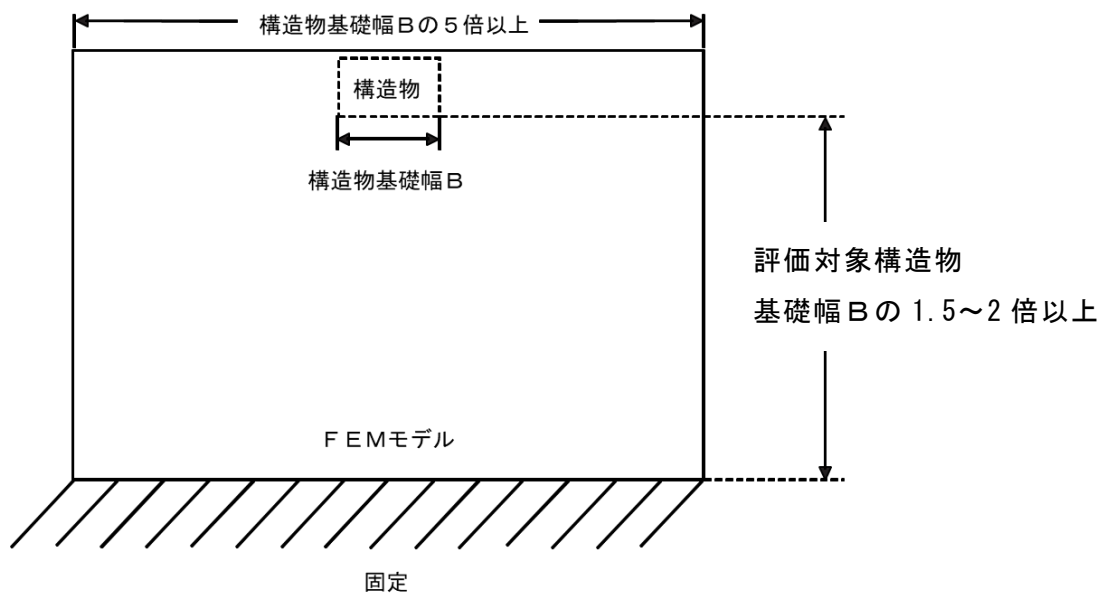 構造物基礎幅Bの5倍以上
構造物
構造物基礎幅B
評価対象構造物
基礎幅Bの1.5~2倍以上
FEMモデル
固定